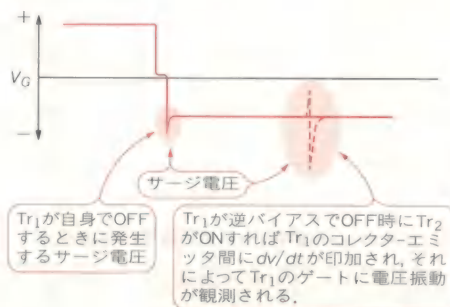 +
V_G
−
サージ電圧
Tr₁が自身でOFF
するときに発生
するサージ電圧
Tr₁が逆バイアスでOFF時にTr₂
がONすればTr₁のコレクタ-エミ
ッタ間にdv/dtが印加され,それ
によってTr₁のゲートに電圧振動
が観測される.